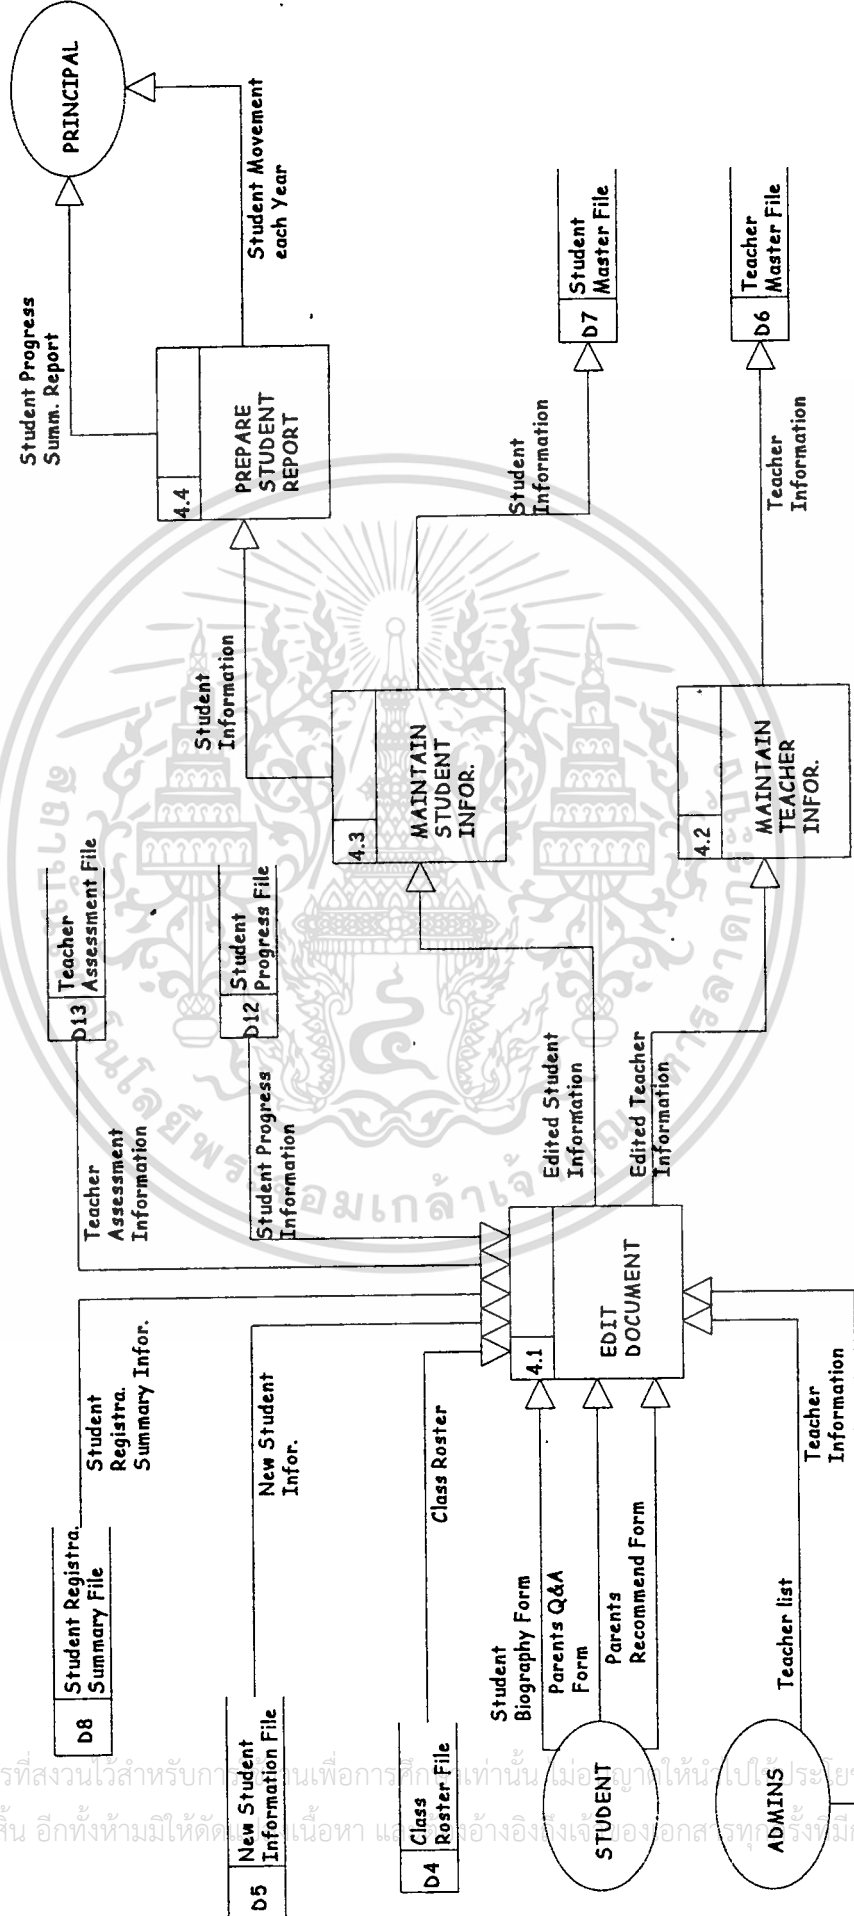 PRINCIPAL
Student Progress
Summ. Report
Student Movement
each Year
4.4
PREPARE
STUDENT
REPORT
D7
Student
Master File
D6
Teacher
Master File
Student
Information
Student
Information
Teacher
Information
4.3
MAINTAIN
STUDENT
INFOR.
4.2
MAINTAIN
TEACHER
INFOR.
D13
Teacher
Assessment File
D12
Student
Progress File
Teacher
Assessment
Information
Student Progress
Information
Edited Student
Information
Edited Teacher
Information
4.1
EDIT
DOCUMENT
Student
Registra.
Summary Infor.
New Student
Infor.
Class Roster
D8
Student Registra.
Summary File
D5
New Student
Information File
D4
Class
Roster File
Student
Biography Form
Parents Q&A
Form
Parents
Recommend Form
Teacher list
Teacher
Information
STUDENT
ADMINS